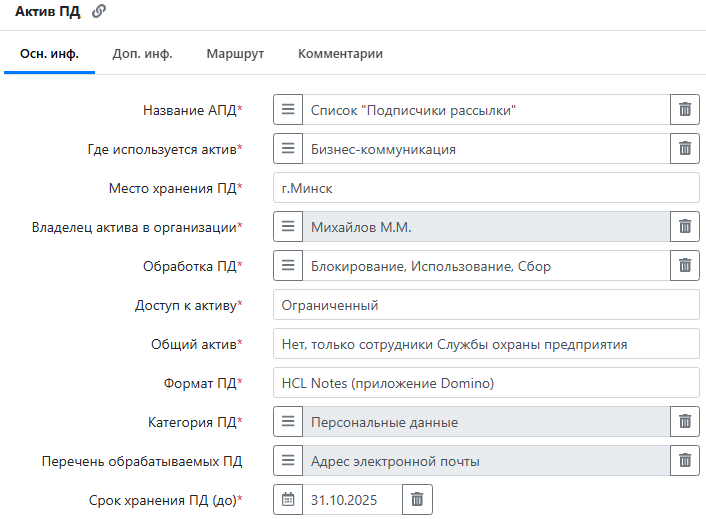 Актив ПД
Осн. инф. Доп. инф. Маршрут Комментарии
Название АПД* Список "Подписчики рассылки"
Где используется актив* Бизнес-коммуникация
Место хранения ПД* г.Минск
Владелец актива в организации* Михайлов М.М.
Обработка ПД* Блокирование, Использование, Сбор
Доступ к активу* Ограниченный
Общий актив* Нет, только сотрудники Службы охраны предприятия
Формат ПД* HCL Notes (приложение Domino)
Категория ПД* Персональные данные
Перечень обрабатываемых ПД Адрес электронной почты
Срок хранения ПД (до)* 31.10.2025